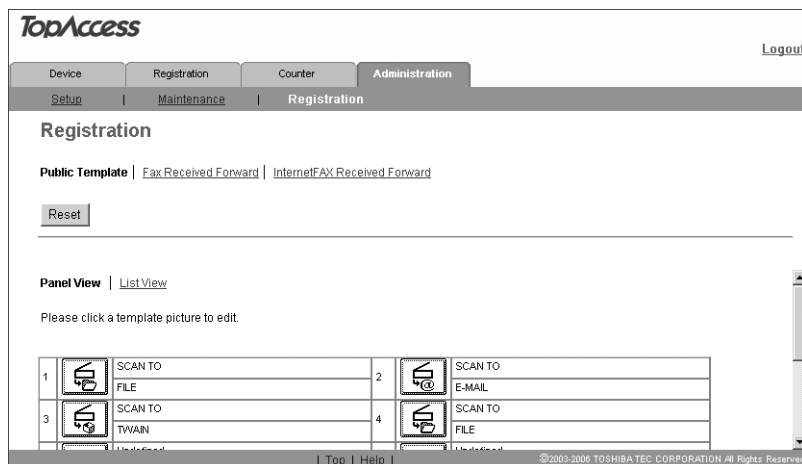 TopAccess
Logout
Device Registration Counter Administration
Setup | Maintenance | Registration
Registration
Public Template | Fax Received Forward | InternetFAX Received Forward
Reset
Panel View | List View
Please click a template picture to edit.
1 SCAN TO
FILE
2 SCAN TO
E-MAIL
3 SCAN TO
TWAIN
4 SCAN TO
FILE
| Top | Help |
©2003-2006 TOSHIBA TEC CORPORATION All Rights Reserved